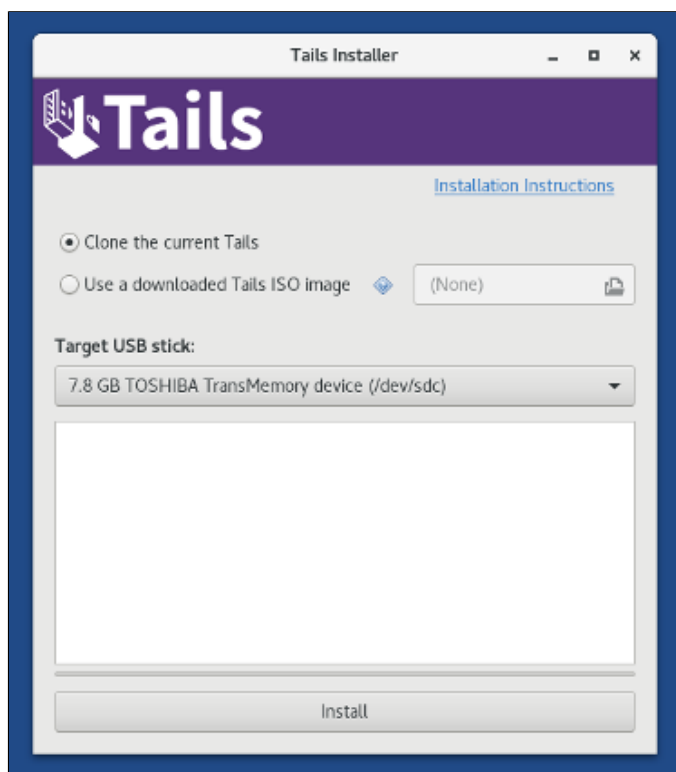 Tails Installer
Tails
Installation Instructions
Clone the current Tails
Use a downloaded Tails ISO image (None)
Target USB stick:
7.8 GB TOSHIBA TransMemory device (/dev/sdc)
Install